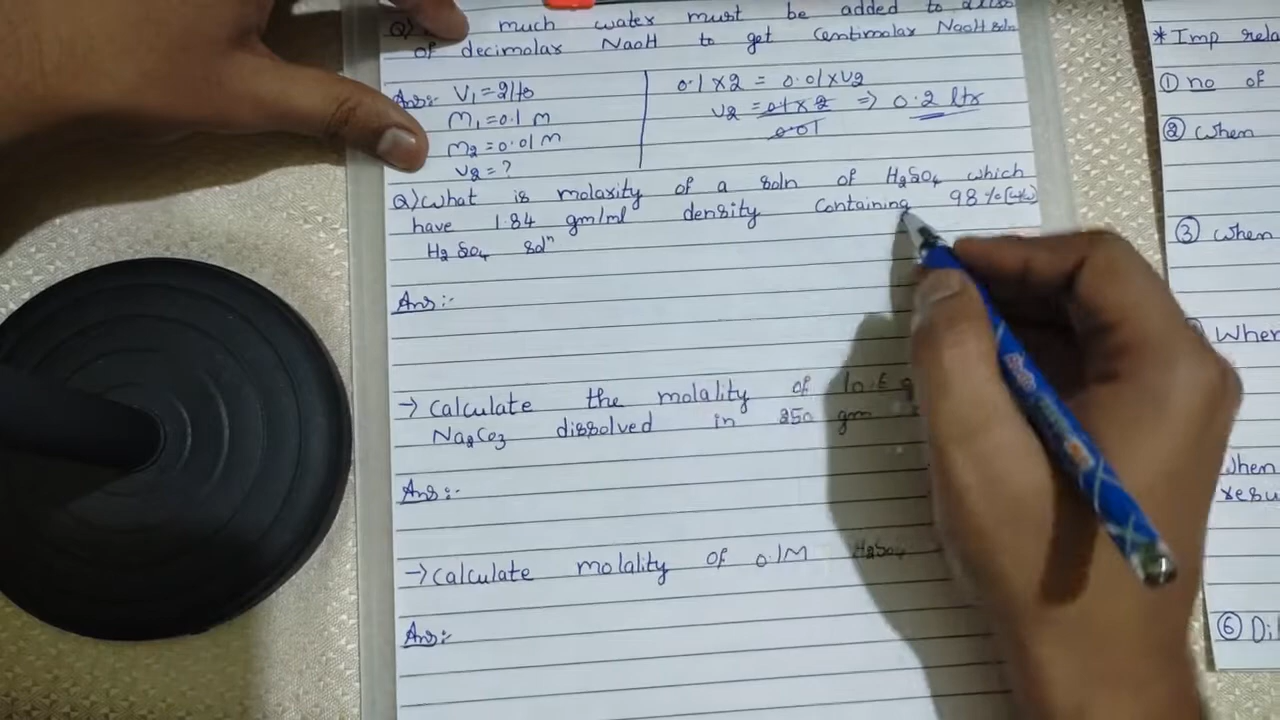 Q) much water must be added to
of decimolar NaoH to get Centimolar NaoH soln
Ans:- V1 = 2ltr
M1 = 0.1 M
M2 = 0.01 M
V2 = ?
0.1 x 2 = 0.01 x V2
V2 = 0.1 x 2 / 0.01 => 0.2 ltr
Q) What is molarity of a soln of H2SO4 which
have 1.84 gm/ml density Containing 98 % (w/w)
H2SO4 solⁿ
Ans:-
→ Calculate the molality of
Na2Co3 dissolved in 250 gm
Ans:-
→ Calculate molality of 0.1M H2SO4
Ans:-
* Imp rela
① no of
② When
③ When
Wher
When
resu
⑥ Di